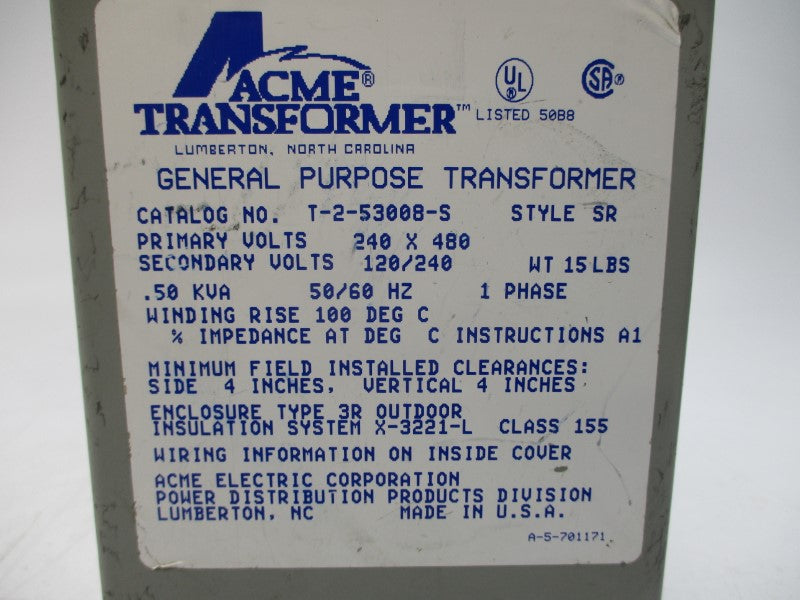 ACME®
TRANSFORMER™
UL ® SA ® LISTED 50B8
LUMBERTON, NORTH CAROLINA
GENERAL PURPOSE TRANSFORMER
CATALOG NO. T-2-53008-S STYLE SR
PRIMARY VOLTS 240 X 480
SECONDARY VOLTS 120/240 WT 15 LBS
.50 KVA 50/60 HZ 1 PHASE
WINDING RISE 100 DEG C
% IMPEDANCE AT DEG C INSTRUCTIONS A1
MINIMUM FIELD INSTALLED CLEARANCES:
SIDE 4 INCHES, VERTICAL 4 INCHES
ENCLOSURE TYPE 3R OUTDOOR
INSULATION SYSTEM X-3221-L CLASS 155
WIRING INFORMATION ON INSIDE COVER
ACME ELECTRIC CORPORATION
POWER DISTRIBUTION PRODUCTS DIVISION
LUMBERTON, NC MADE IN U.S.A.
A-5-701171